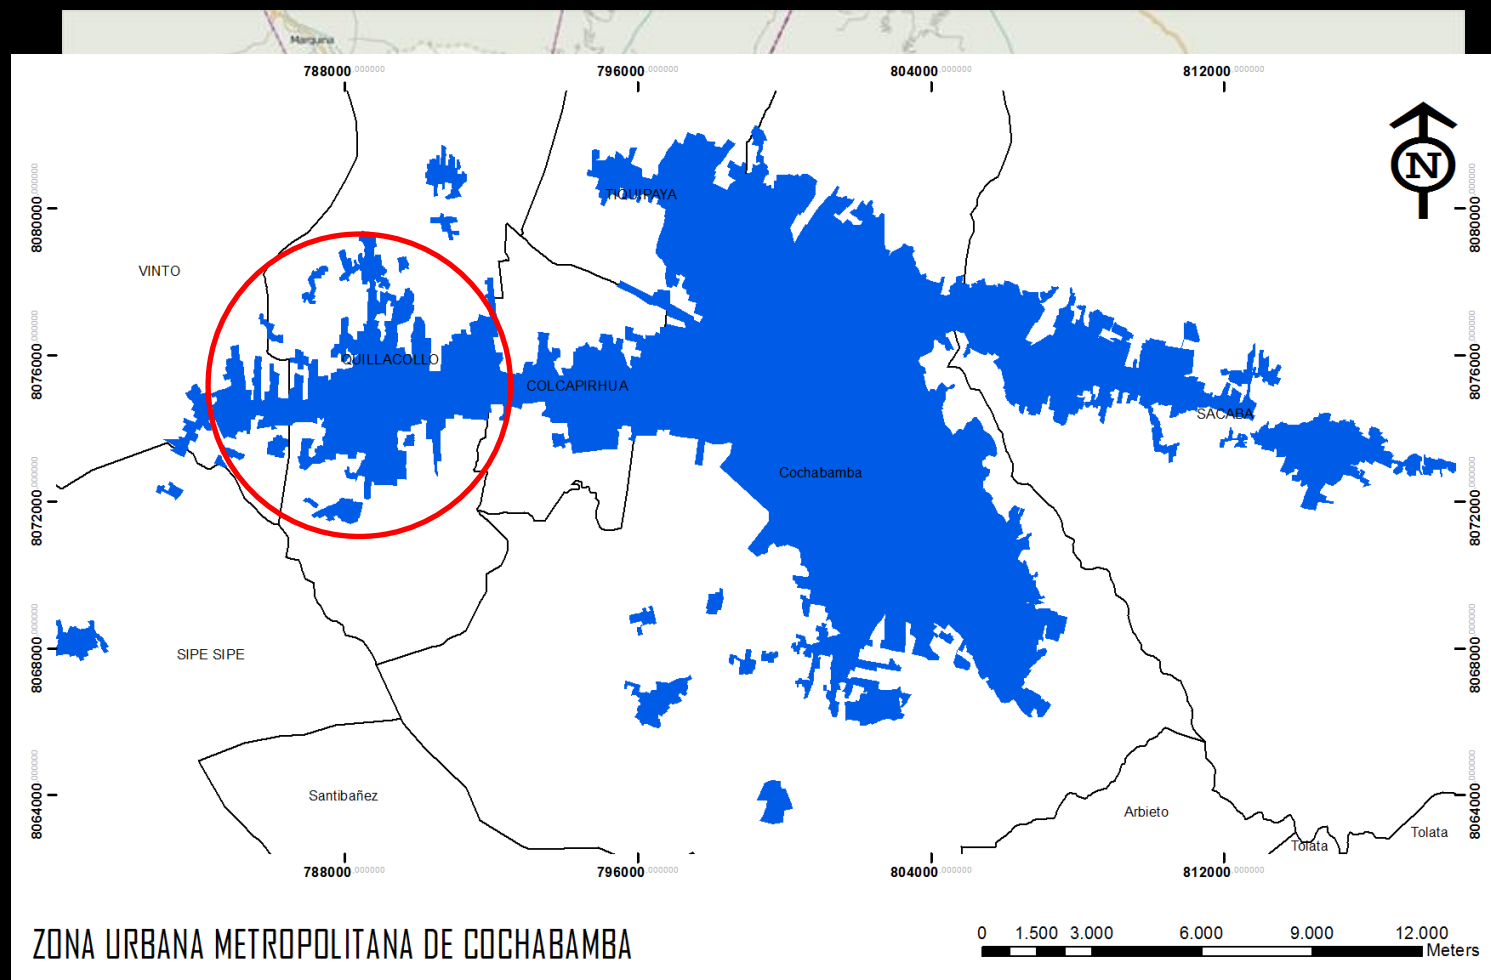 Marquina
788000,000000 796000,000000 804000,000000 812000,000000
N
8080000,000000 8080000,000000
TIQUIPAYA
VINTO
8076000,000000 8076000,000000
QUILLACOLLO
COLCAPIRHUA
SACABA
Cochabamba
8072000,000000 8072000,000000
8068000,000000 8068000,000000
SIPE SIPE
8064000,000000 8064000,000000
Santibañez
Arbieto
Tolata
Tolata
788000,000000 796000,000000 804000,000000 812000,000000
ZONA URBANA METROPOLITANA DE COCHABAMBA
0 1.500 3.000 6.000 9.000 12.000
Meters